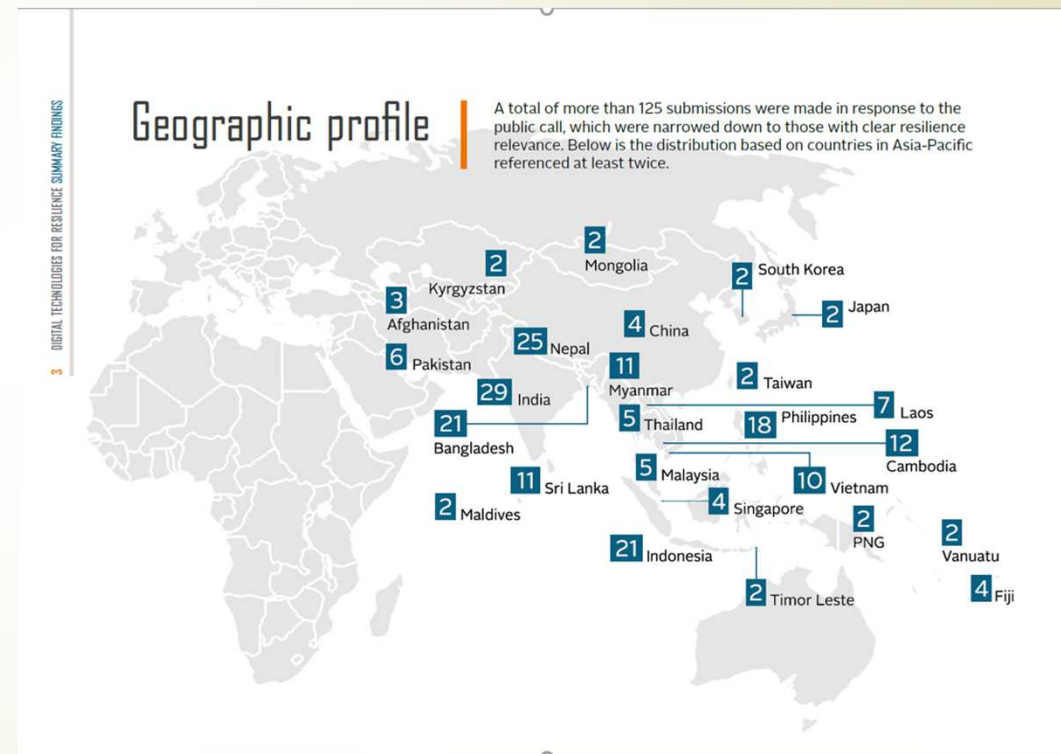 3 DIGITAL TECHNOLOGIES FOR RESILIENCE SUMMARY FINDINGS
Geographic profile
A total of more than 125 submissions were made in response to the
public call, which were narrowed down to those with clear resilience
relevance. Below is the distribution based on countries in Asia-Pacific
referenced at least twice.
2 Mongolia
2 Kyrgyzstan
2 South Korea
3 Afghanistan
2 Japan
4 China
25 Nepal
6 Pakistan
11 Myanmar
2 Taiwan
29 India
7 Laos
5 Thailand
18 Philippines
21 Bangladesh
12 Cambodia
5 Malaysia
11 Sri Lanka
10 Vietnam
2 Maldives
4 Singapore
2 PNG
2 Vanuatu
21 Indonesia
2 Timor Leste
4 Fiji